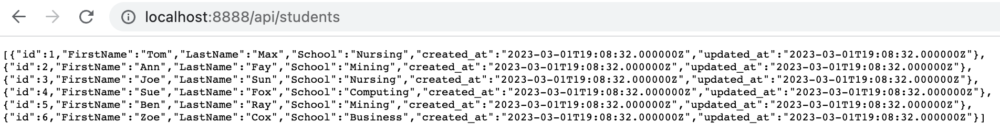 localhost:8888/api/students
[{"id":1,"FirstName":"Tom","LastName":"Max","School":"Nursing","created_at":"2023-03-01T19:08:32.000000Z","updated_at":"2023-03-01T19:08:32.000000Z"},
{"id":2,"FirstName":"Ann","LastName":"Fay","School":"Mining","created_at":"2023-03-01T19:08:32.000000Z","updated_at":"2023-03-01T19:08:32.000000Z"},
{"id":3,"FirstName":"Joe","LastName":"Sun","School":"Nursing","created_at":"2023-03-01T19:08:32.000000Z","updated_at":"2023-03-01T19:08:32.000000Z"},
{"id":4,"FirstName":"Sue","LastName":"Fox","School":"Computing","created_at":"2023-03-01T19:08:32.000000Z","updated_at":"2023-03-01T19:08:32.000000Z"},
{"id":5,"FirstName":"Ben","LastName":"Ray","School":"Mining","created_at":"2023-03-01T19:08:32.000000Z","updated_at":"2023-03-01T19:08:32.000000Z"},
{"id":6,"FirstName":"Zoe","LastName":"Cox","School":"Business","created_at":"2023-03-01T19:08:32.000000Z","updated_at":"2023-03-01T19:08:32.000000Z"}]